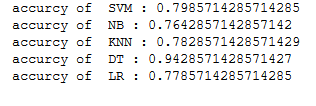 accurcy of  SVM : 0.7985714285714285
accurcy of  NB : 0.7642857142857142
accurcy of  KNN : 0.7828571428571429
accurcy of  DT : 0.9428571428571427
accurcy of  LR : 0.7785714285714285